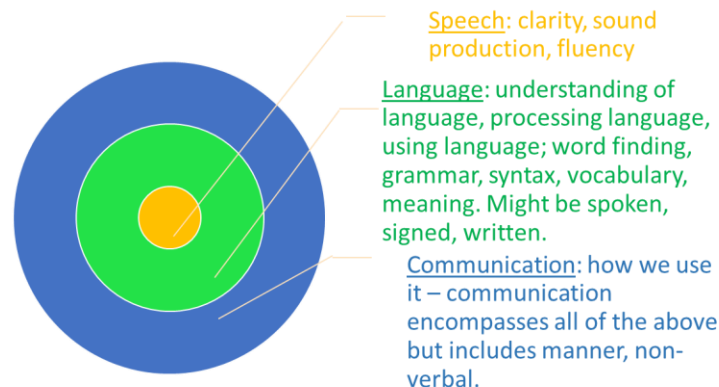 Speech: clarity, sound
production, fluency
Language: understanding of
language, processing language,
using language; word finding,
grammar, syntax, vocabulary,
meaning. Might be spoken,
signed, written.
Communication: how we use
it – communication
encompasses all of the above
but includes manner, non-
verbal.